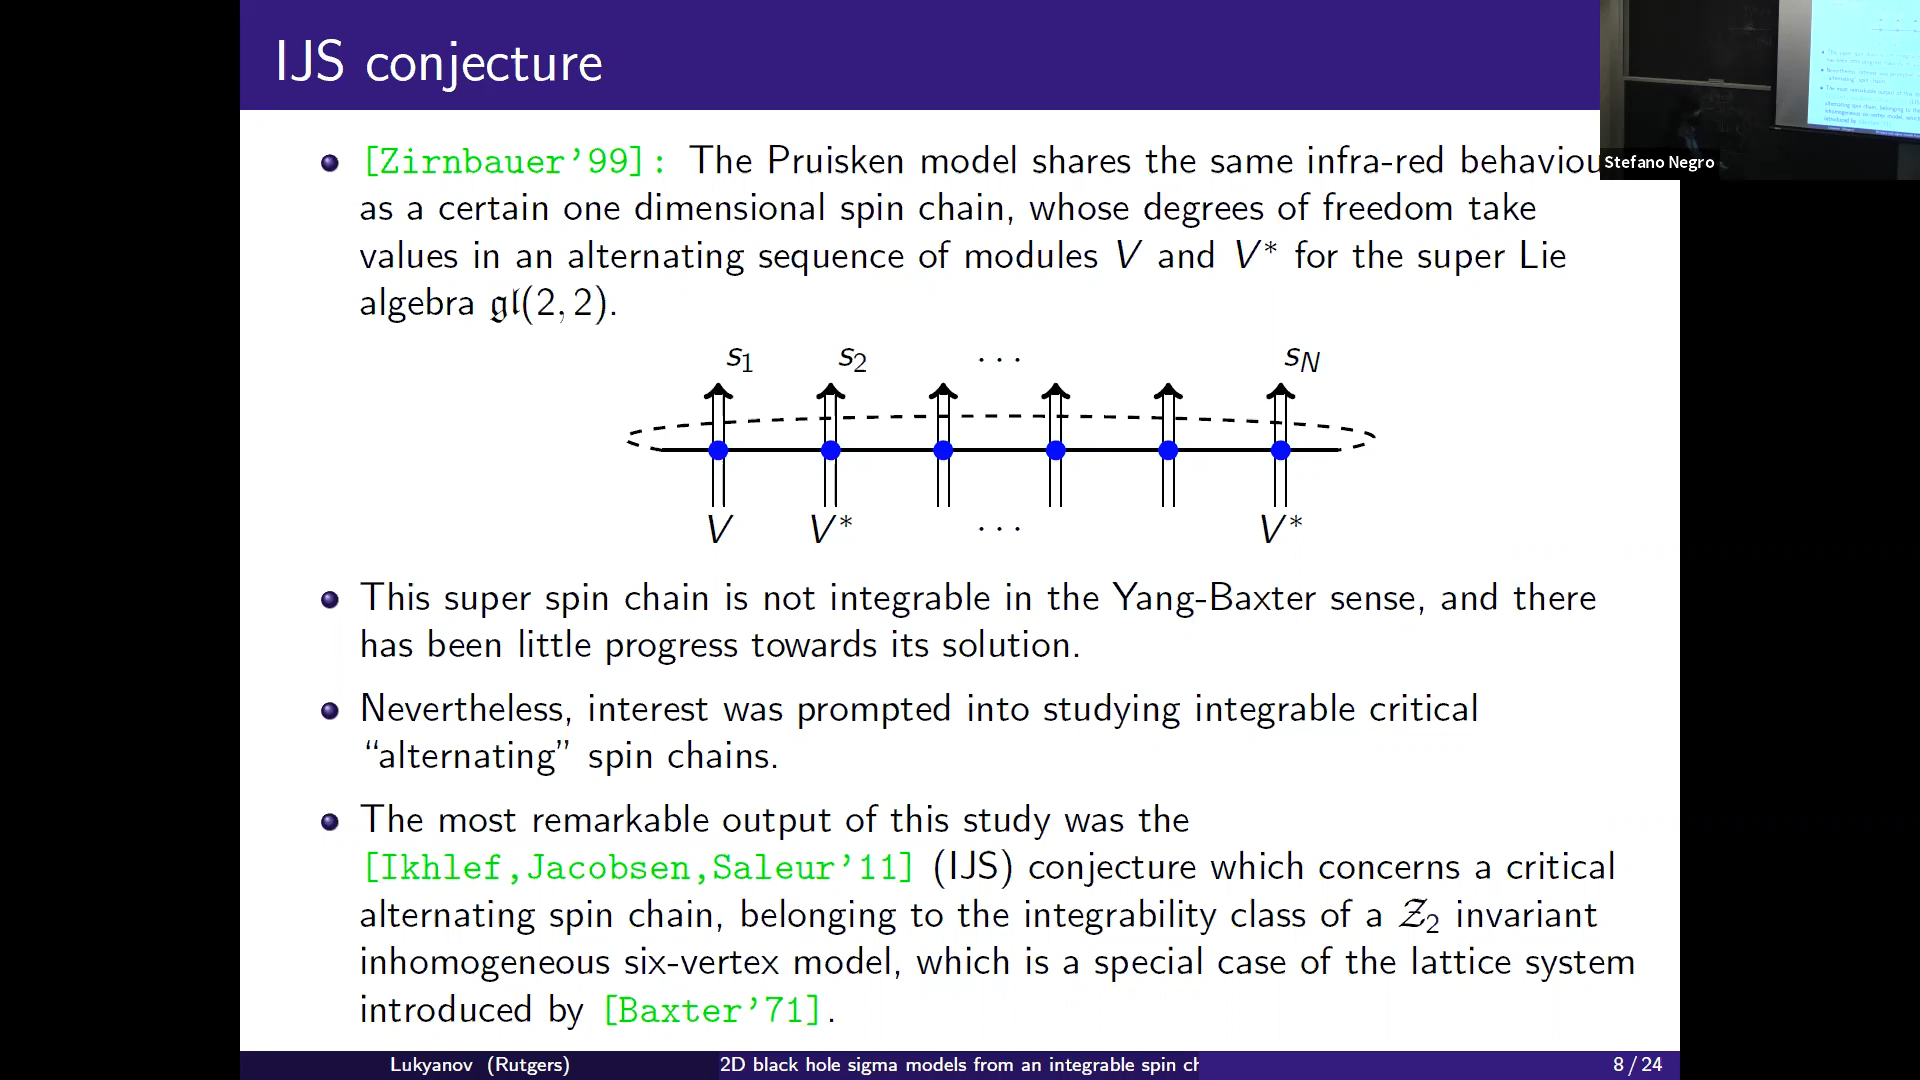 IJS conjecture
[Zirnbauer'99]: The Pruisken model shares the same infra-red behaviou
as a certain one dimensional spin chain, whose degrees of freedom take
values in an alternating sequence of modules V and V* for the super Lie
algebra 𝔤𝔩(2, 2).
s₁ s₂ ··· s_N
V V* ··· V*
This super spin chain is not integrable in the Yang-Baxter sense, and there
has been little progress towards its solution.
Nevertheless, interest was prompted into studying integrable critical
“alternating” spin chains.
The most remarkable output of this study was the
[Ikhlef,Jacobsen,Saleur'11] (IJS) conjecture which concerns a critical
alternating spin chain, belonging to the integrability class of a 𝒵₂ invariant
inhomogeneous six-vertex model, which is a special case of the lattice system
introduced by [Baxter'71].
Lukyanov (Rutgers) 2D black hole sigma models from an integrable spin ch 8 / 24
Stefano Negro